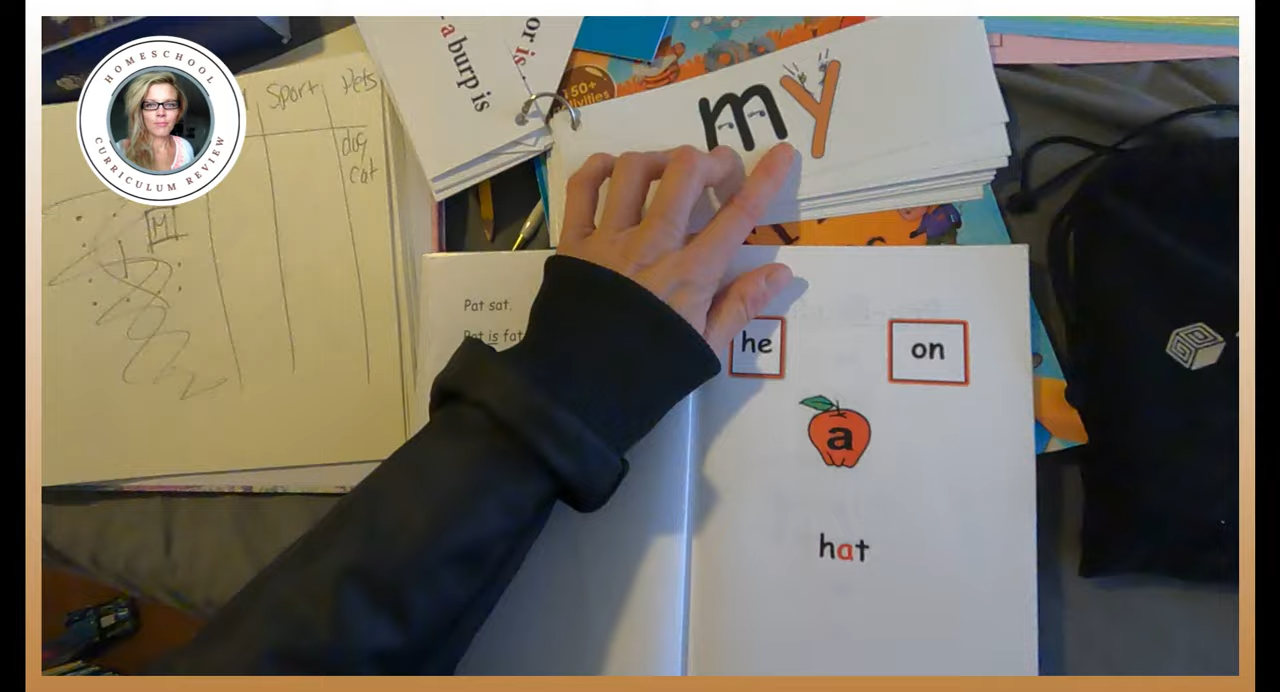 HOMESCHOOL
CURRICULUM REVIEW
Sport Pets
dog
cat
M
a burp is
or is
150+
my
Pat sat.
Pat is fat
he
on
a
hat